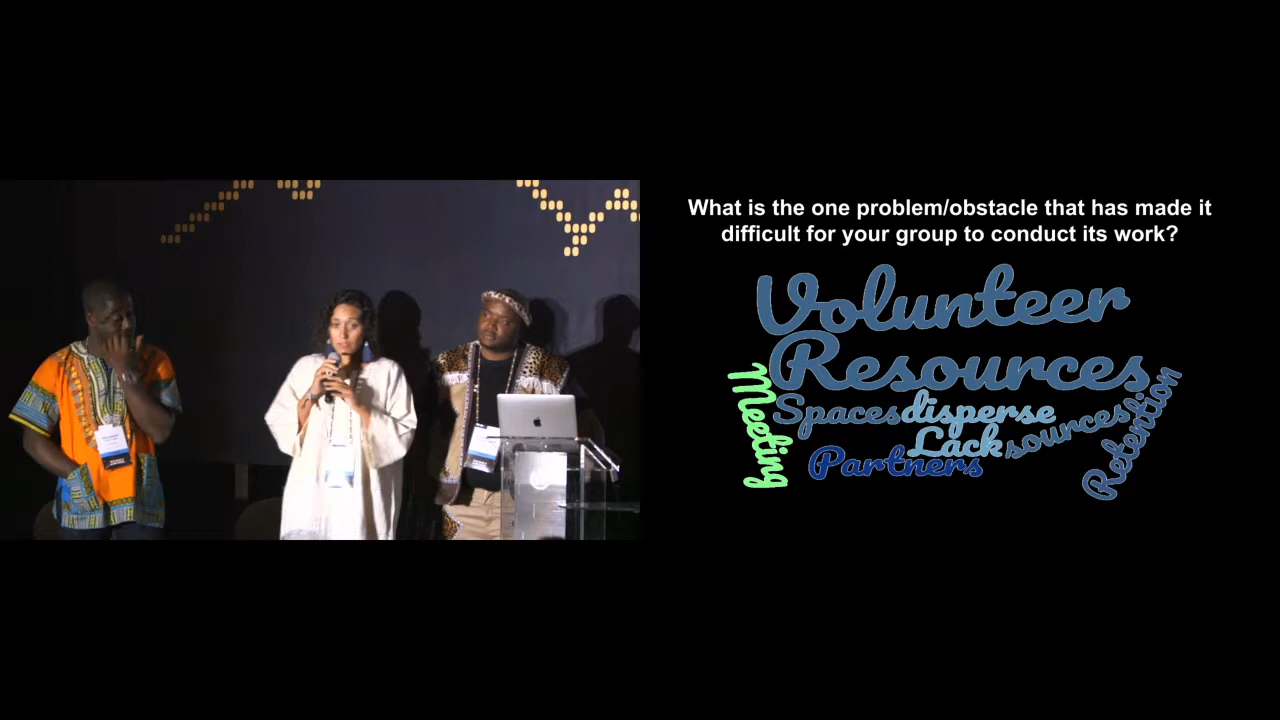 What is the one problem/obstacle that has made it
difficult for your group to conduct its work?
Volunteer
Resources
Meeting
Spaces disperse
Lack sources
Retention
Partners